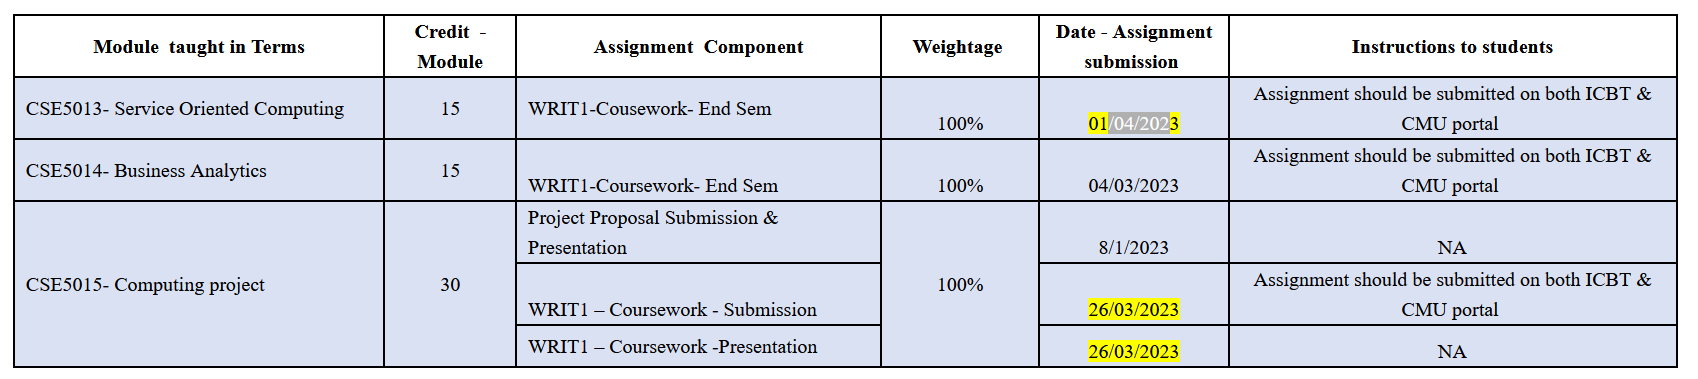 Module taught in Terms
Credit -
Module
Assignment Component
Weightage
Date - Assignment
submission
Instructions to students
CSE5013- Service Oriented Computing
15
WRIT1-Cousework- End Sem
100%
01/04/2023
Assignment should be submitted on both ICBT &
CMU portal
CSE5014- Business Analytics
15
WRIT1-Coursework- End Sem
100%
04/03/2023
Assignment should be submitted on both ICBT &
CMU portal
CSE5015- Computing project
30
Project Proposal Submission &
Presentation
100%
8/1/2023
NA
WRIT1 – Coursework - Submission
26/03/2023
Assignment should be submitted on both ICBT &
CMU portal
WRIT1 – Coursework -Presentation
26/03/2023
NA